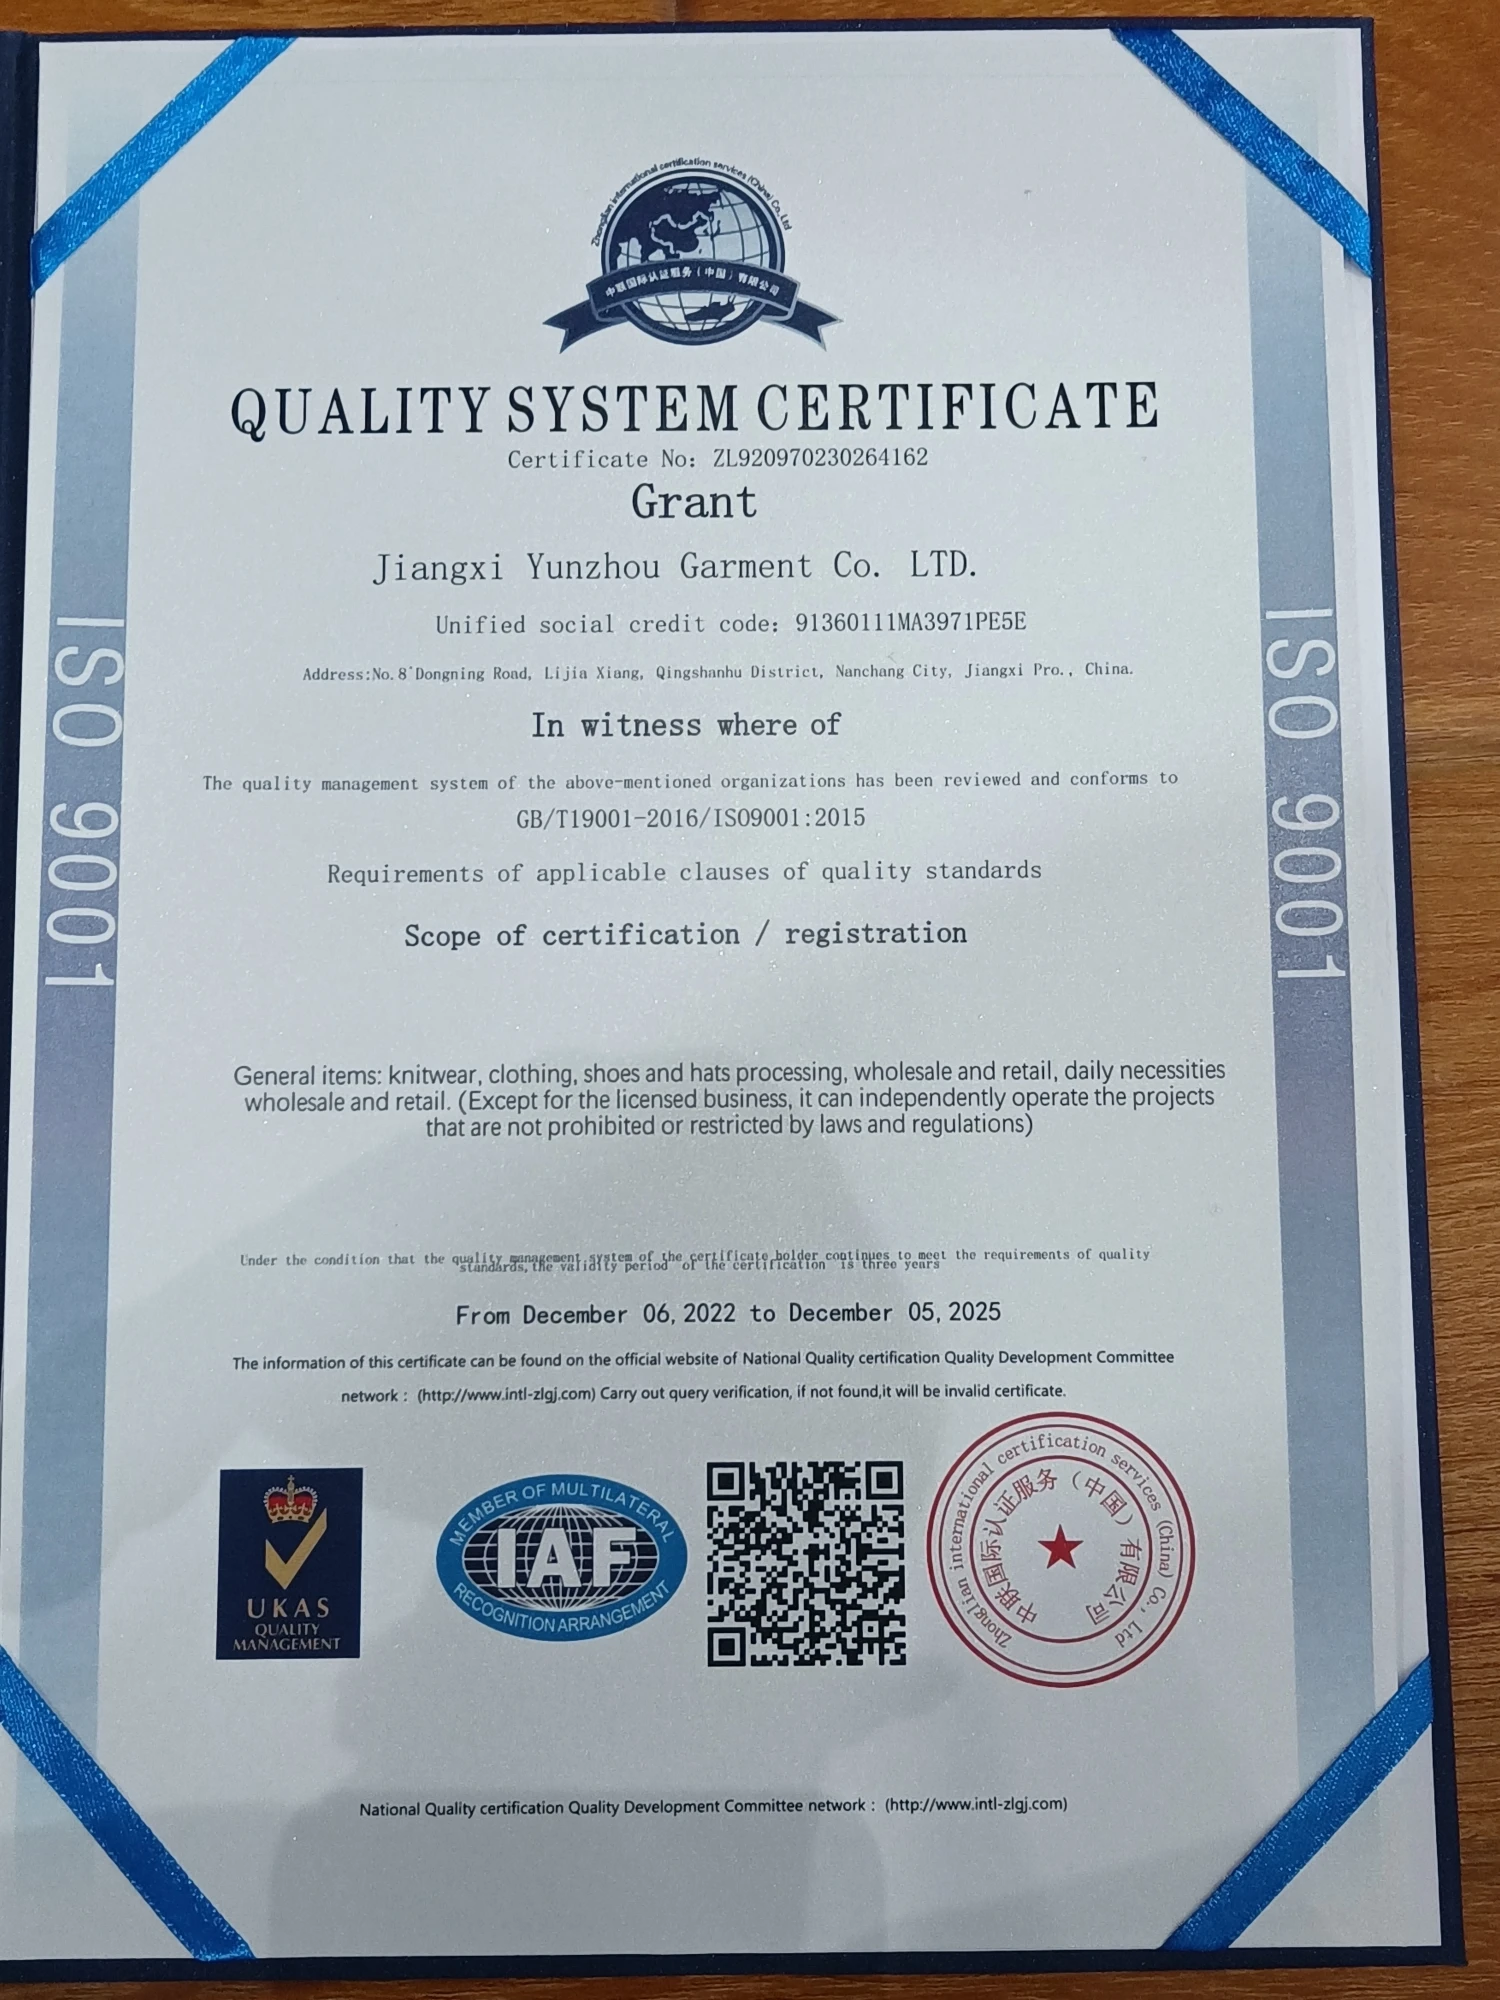 Zhonglian international certification services (China) Co., Ltd
中联国际认证服务（中国）有限公司
QUALITY SYSTEM CERTIFICATE
Certificate No: ZL920970230264162
Grant
Jiangxi Yunzhou Garment Co. LTD.
Unified social credit code: 91360111MA3971PE5E
Address:No.8'Dongning Road, Lijia Xiang, Qingshanhu District, Nanchang City, Jiangxi Pro., China.
In witness where of
The quality management system of the above-mentioned organizations has been reviewed and conforms to
GB/T19001-2016/ISO9001:2015
Requirements of applicable clauses of quality standards
Scope of certification / registration
General items: knitwear, clothing, shoes and hats processing, wholesale and retail, daily necessities
wholesale and retail. (Except for the licensed business, it can independently operate the projects
that are not prohibited or restricted by laws and regulations)
Under the condition that the quality management system of the certificate holder continues to meet the requirements of quality
standards, the validity period of the certification is three years
From December 06, 2022 to December 05, 2025
The information of this certificate can be found on the official website of National Quality certification Quality Development Committee
network : (http://www.intl-zlgj.com) Carry out query verification, if not found,it will be invalid certificate.
UKAS
QUALITY
MANAGEMENT
MEMBER OF MULTILATERAL
IAF
RECOGNITION ARRANGEMENT
Zhonglian international certification services (China) Co., Ltd
中联国际认证服务（中国）有限公司
National Quality certification Quality Development Committee network : (http://www.intl-zlgj.com)
ISO 9001
ISO 9001